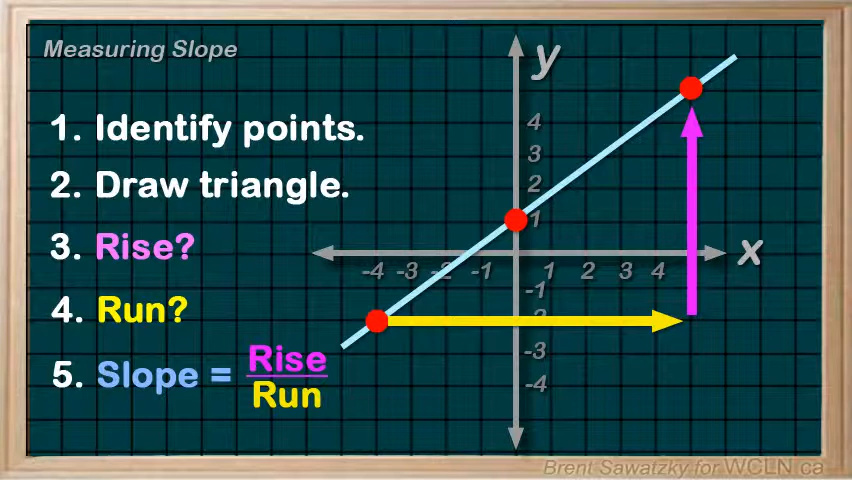 Measuring Slope
1. Identify points.
2. Draw triangle.
3. Rise?
4. Run?
5. Slope = Rise
Run
y
4
3
2
1
x
-4 -3 -2 -1 1 2 3 4
-1
-3
-4
Brent Sawatzky for WCLN ca